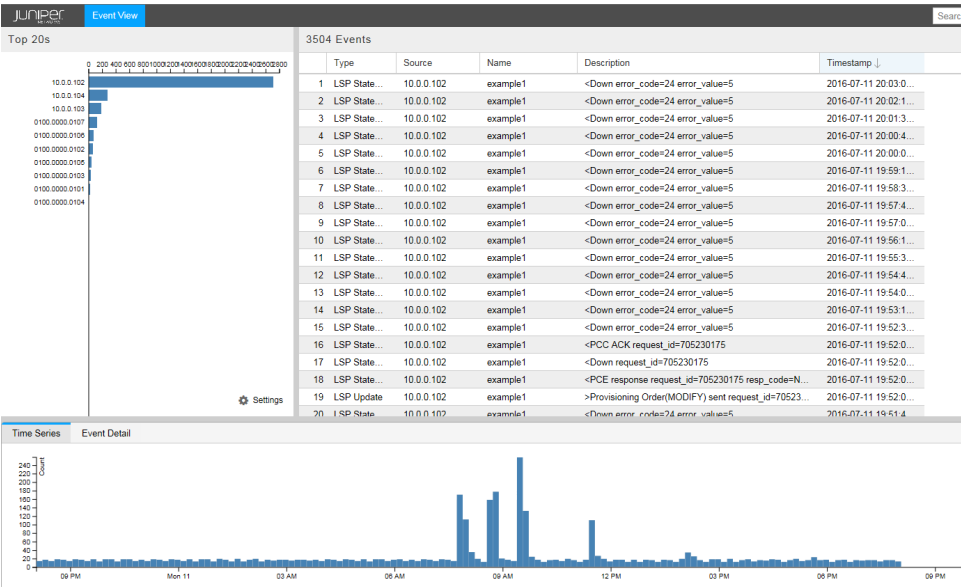 JUNIPEr
NETWORKS
Event View
Searc
Top 20s
3504 Events
0 200 400 600 800 1000 1200 1400 1600 1800 2000 2200 2400 2600 2800
10.0.0.102
10.0.0.104
10.0.0.103
0100.0000.0107
0100.0000.0106
0100.0000.0102
0100.0000.0105
0100.0000.0103
0100.0000.0101
0100.0000.0104
Settings
Type Source Name Description Timestamp ↓
1 LSP State... 10.0.0.102 example1 <Down error_code=24 error_value=5 2016-07-11 20:03:0...
2 LSP State... 10.0.0.102 example1 <Down error_code=24 error_value=5 2016-07-11 20:02:1...
3 LSP State... 10.0.0.102 example1 <Down error_code=24 error_value=5 2016-07-11 20:01:3...
4 LSP State... 10.0.0.102 example1 <Down error_code=24 error_value=5 2016-07-11 20:00:4...
5 LSP State... 10.0.0.102 example1 <Down error_code=24 error_value=5 2016-07-11 20:00:0...
6 LSP State... 10.0.0.102 example1 <Down error_code=24 error_value=5 2016-07-11 19:59:1...
7 LSP State... 10.0.0.102 example1 <Down error_code=24 error_value=5 2016-07-11 19:58:3...
8 LSP State... 10.0.0.102 example1 <Down error_code=24 error_value=5 2016-07-11 19:57:4...
9 LSP State... 10.0.0.102 example1 <Down error_code=24 error_value=5 2016-07-11 19:57:0...
10 LSP State... 10.0.0.102 example1 <Down error_code=24 error_value=5 2016-07-11 19:56:1...
11 LSP State... 10.0.0.102 example1 <Down error_code=24 error_value=5 2016-07-11 19:55:3...
12 LSP State... 10.0.0.102 example1 <Down error_code=24 error_value=5 2016-07-11 19:54:4...
13 LSP State... 10.0.0.102 example1 <Down error_code=24 error_value=5 2016-07-11 19:54:0...
14 LSP State... 10.0.0.102 example1 <Down error_code=24 error_value=5 2016-07-11 19:53:1...
15 LSP State... 10.0.0.102 example1 <Down error_code=24 error_value=5 2016-07-11 19:52:3...
16 LSP State... 10.0.0.102 example1 <PCC ACK request_id=705230175 2016-07-11 19:52:0...
17 LSP State... 10.0.0.102 example1 <Down request_id=705230175 2016-07-11 19:52:0...
18 LSP State... 10.0.0.102 example1 <PCE response request_id=705230175 resp_code=N... 2016-07-11 19:52:0...
19 LSP Update 10.0.0.102 example1 >Provisioning Order(MODIFY) sent request_id=70523... 2016-07-11 19:52:0...
20 LSP State... 10.0.0.102 example1 <Down error_code=24 error_value=5 2016-07-11 19:51:4...
Time Series Event Detail
Count
240
220
200
180
160
140
120
100
80
60
40
20
0
09 PM Mon 11 03 AM 06 AM 09 AM 12 PM 03 PM 06 PM 09 PM